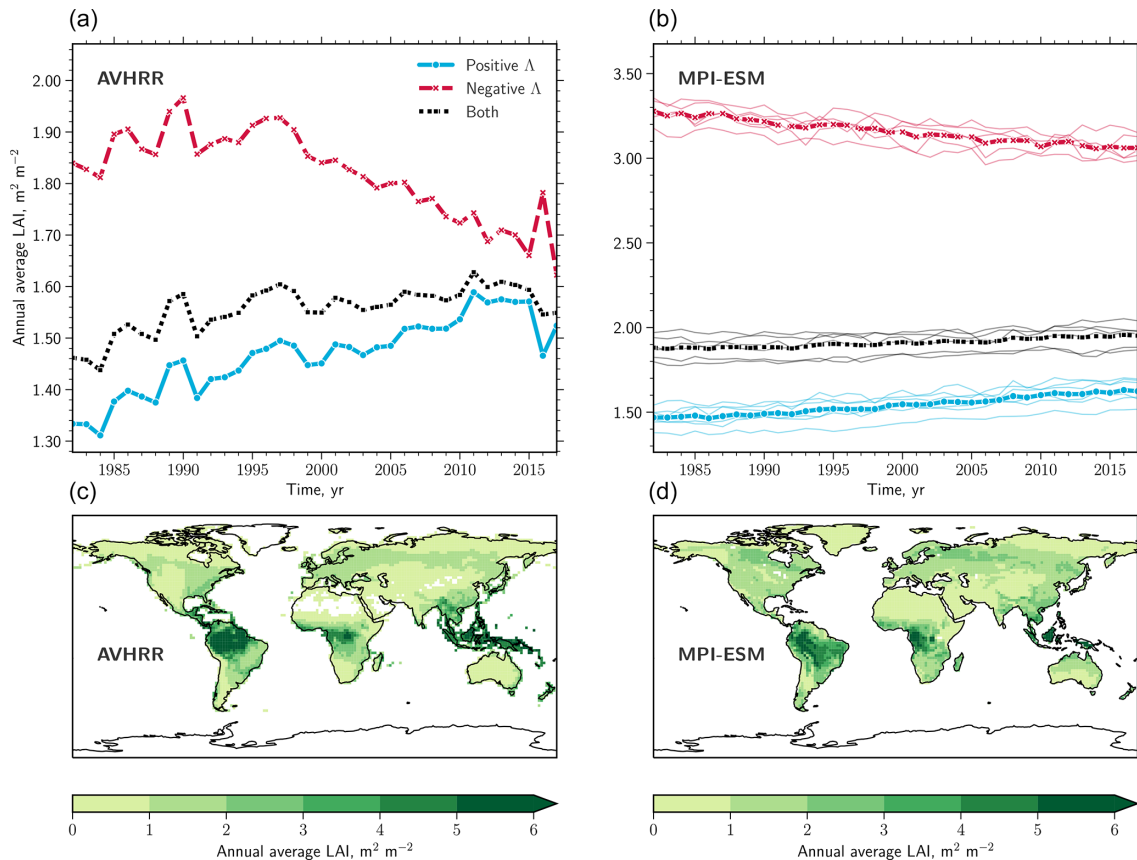 (a)
AVHRR
Positive Λ
Negative Λ
Both
Annual average LAI, m² m⁻²
2.00
1.90
1.80
1.70
1.60
1.50
1.40
1.30
1985 1990 1995 2000 2005 2010 2015
Time, yr
(b)
MPI-ESM
3.50
3.00
2.50
2.00
1.50
1985 1990 1995 2000 2005 2010 2015
Time, yr
(c)
AVHRR
0 1 2 3 4 5 6
Annual average LAI, m² m⁻²
(d)
MPI-ESM
0 1 2 3 4 5 6
Annual average LAI, m² m⁻²